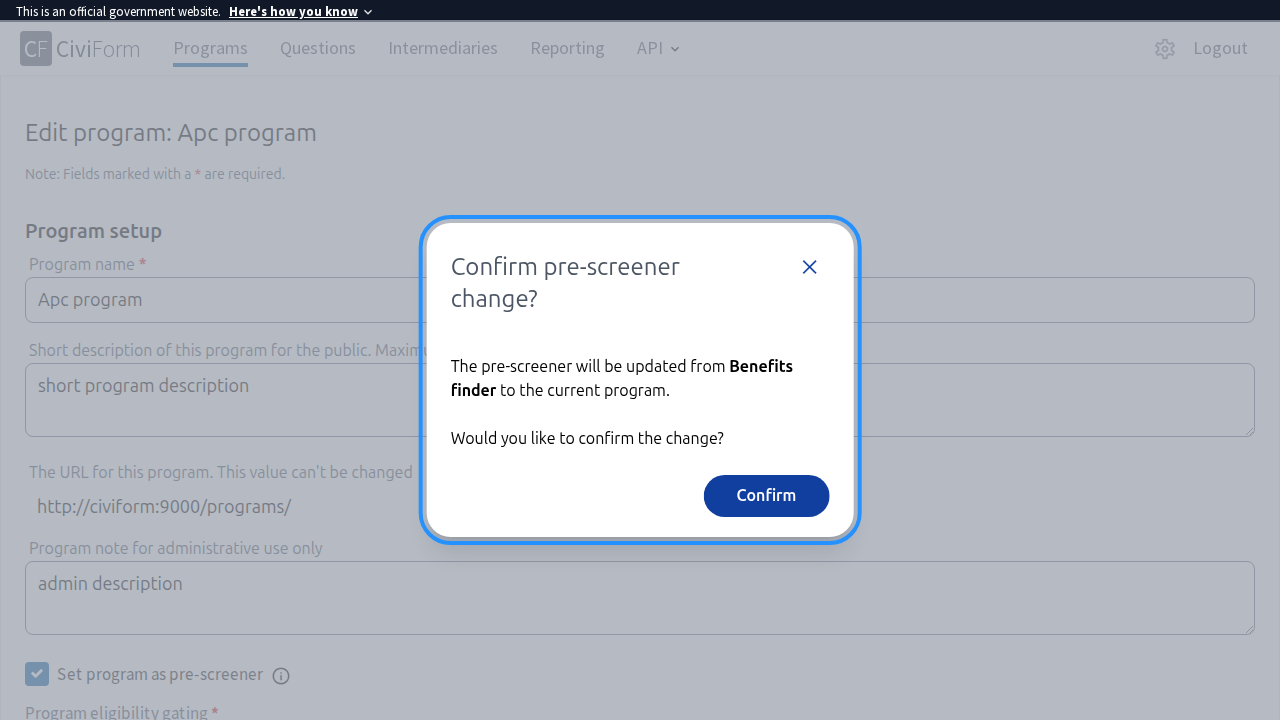 This is an official government website. Here's how you know
CF CiviForm Programs Questions Intermediaries Reporting API Logout
Edit program: Apc program
Note: Fields marked with a * are required.
Program setup
Program name *
Apc program
Short description of this program for the public.
short program description
The URL for this program. This value can't be changed
http://civiform:9000/programs/
Program note for administrative use only
admin description
Set program as pre-screener
Program eligibility gating *
Confirm pre-screener
change?
The pre-screener will be updated from Benefits
finder to the current program.
Would you like to confirm the change?
Confirm